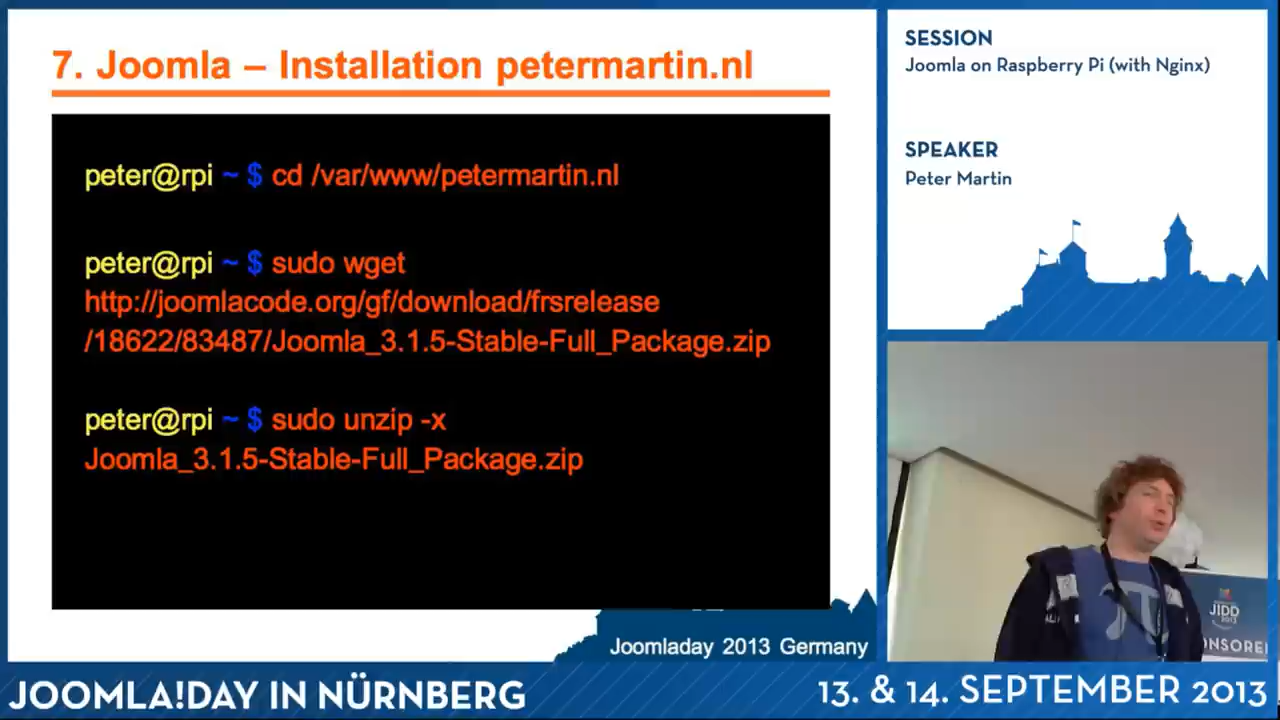 7. Joomla – Installation petermartin.nl
peter@rpi ~ $ cd /var/www/petermartin.nl
peter@rpi ~ $ sudo wget
http://joomlacode.org/gf/download/frsrelease
/18622/83487/Joomla_3.1.5-Stable-Full_Package.zip
peter@rpi ~ $ sudo unzip -x
Joomla_3.1.5-Stable-Full_Package.zip
Joomladay 2013 Germany
SESSION
Joomla on Raspberry Pi (with Nginx)
SPEAKER
Peter Martin
JIDD
2013
JOOMLA!DAY IN NÜRNBERG
13. & 14. SEPTEMBER 2013